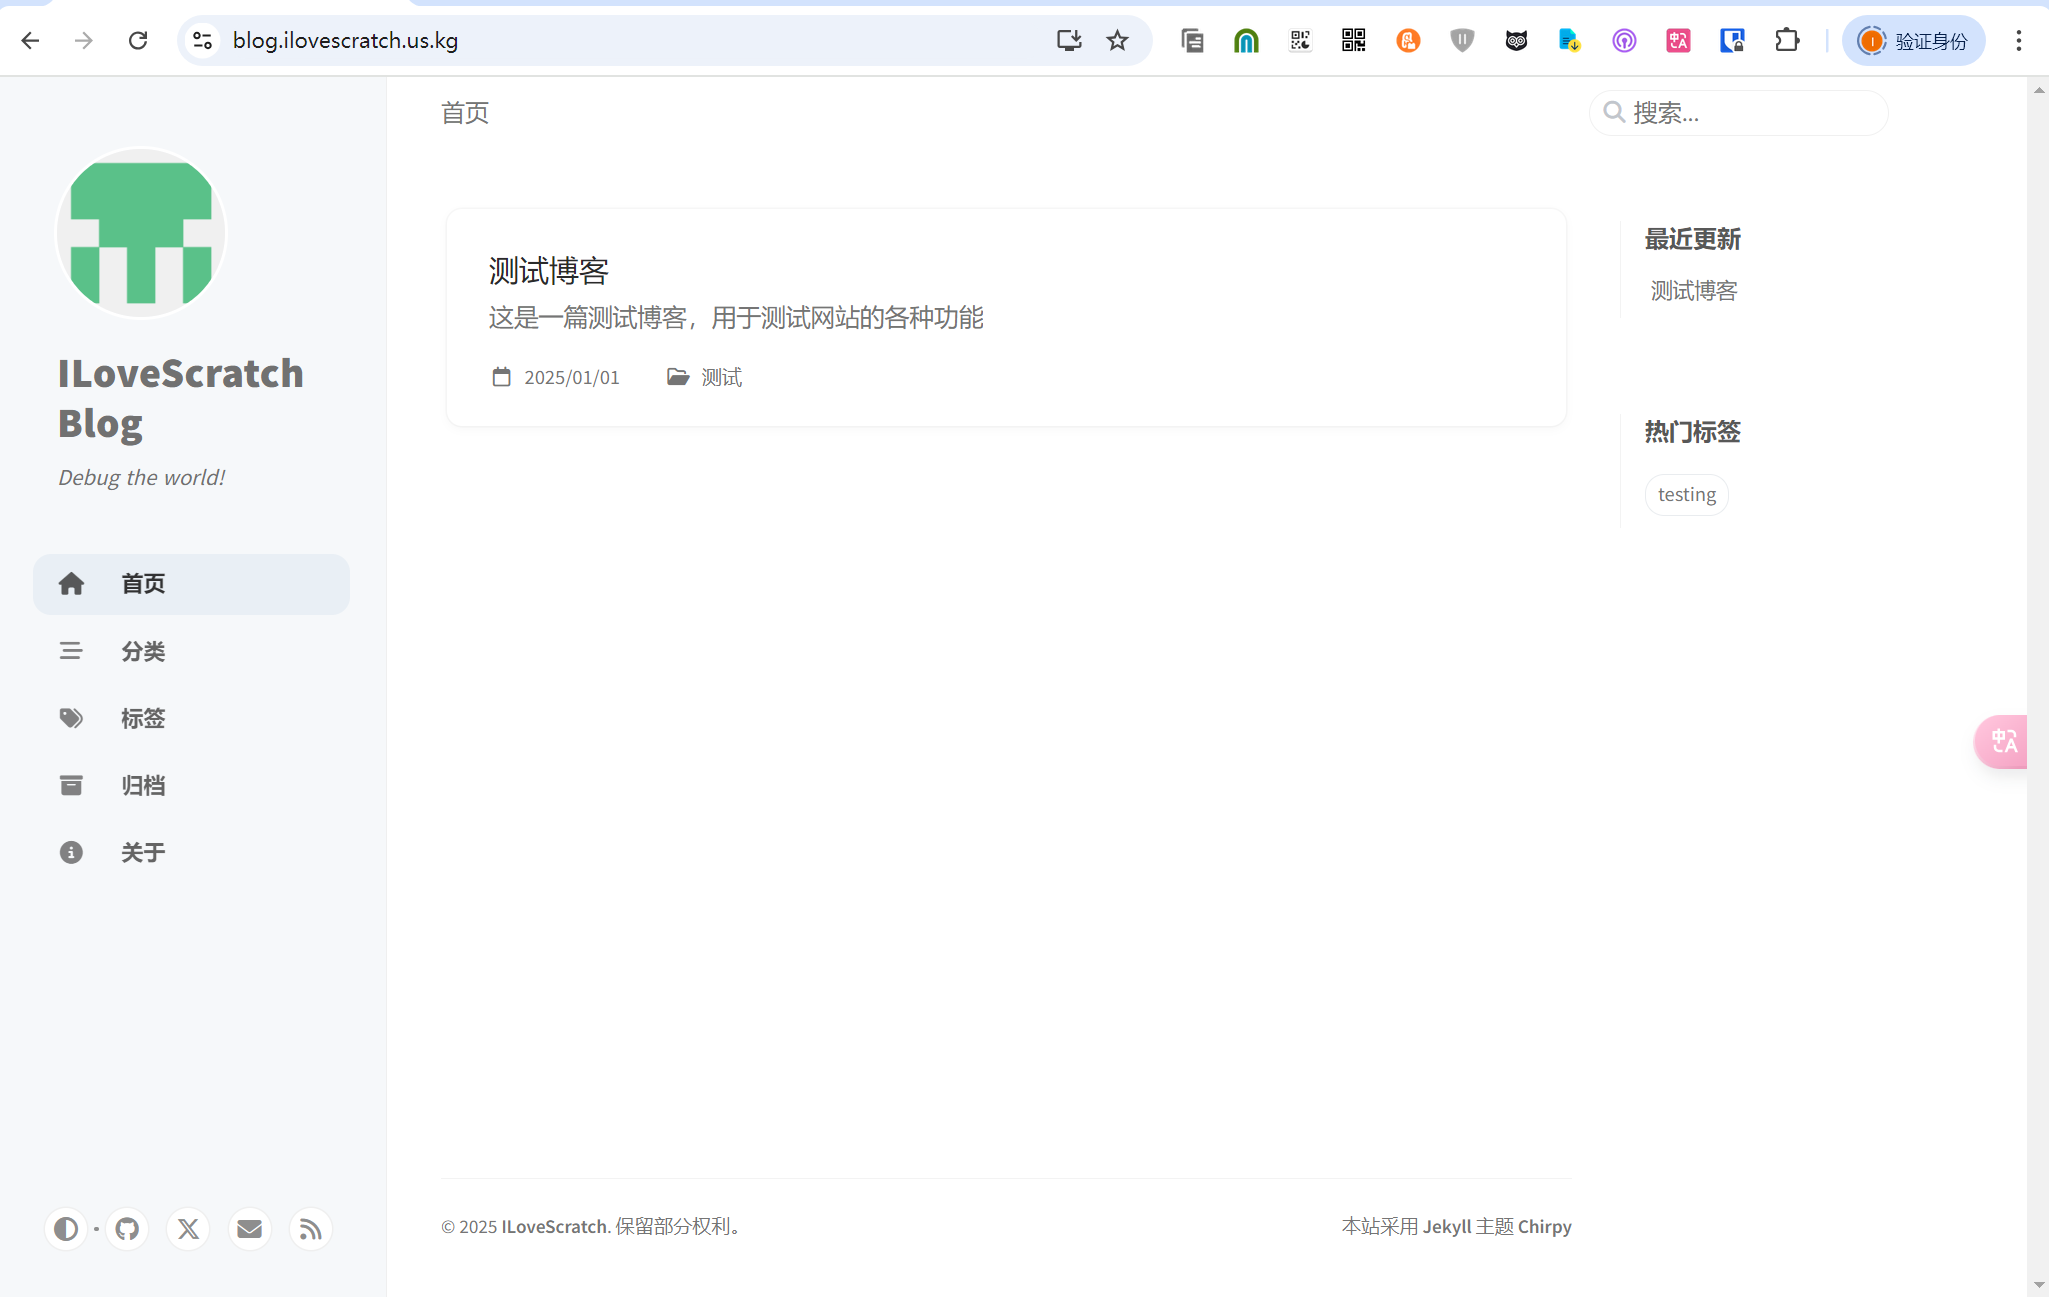 blog.ilovescratch.us.kg
验证身份
首页
搜索...
ILoveScratch
Blog
Debug the world!
首页
分类
标签
归档
关于
测试博客
这是一篇测试博客，用于测试网站的各种功能
2025/01/01 测试
最近更新
测试博客
热门标签
testing
中A
© 2025 ILoveScratch. 保留部分权利。
本站采用 Jekyll 主题 Chirpy